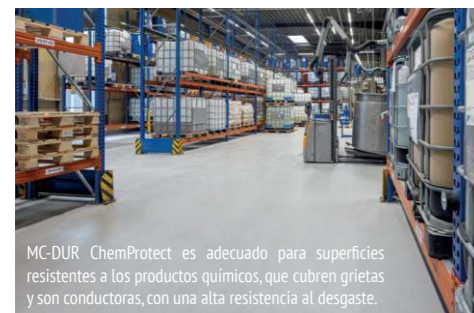 MC-DUR ChemProtect es adecuado para superficies
resistentes a los productos químicos, que cubren grietas
y son conductoras, con una alta resistencia al desgaste.